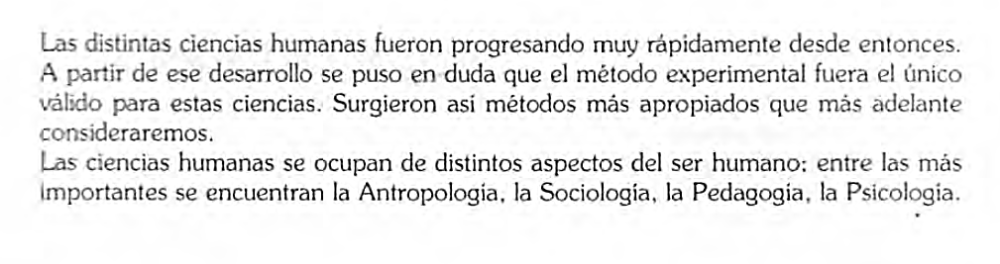 Las distintas ciencias humanas fueron progresando muy rápidamente desde entonces.
A partir de ese desarrollo se puso en duda que el método experimental fuera el único
válido para estas ciencias. Surgieron así métodos más apropiados que más adelante
consideraremos.
Las ciencias humanas se ocupan de distintos aspectos del ser humano: entre las más
importantes se encuentran la Antropología, la Sociología, la Pedagogía, la Psicología.